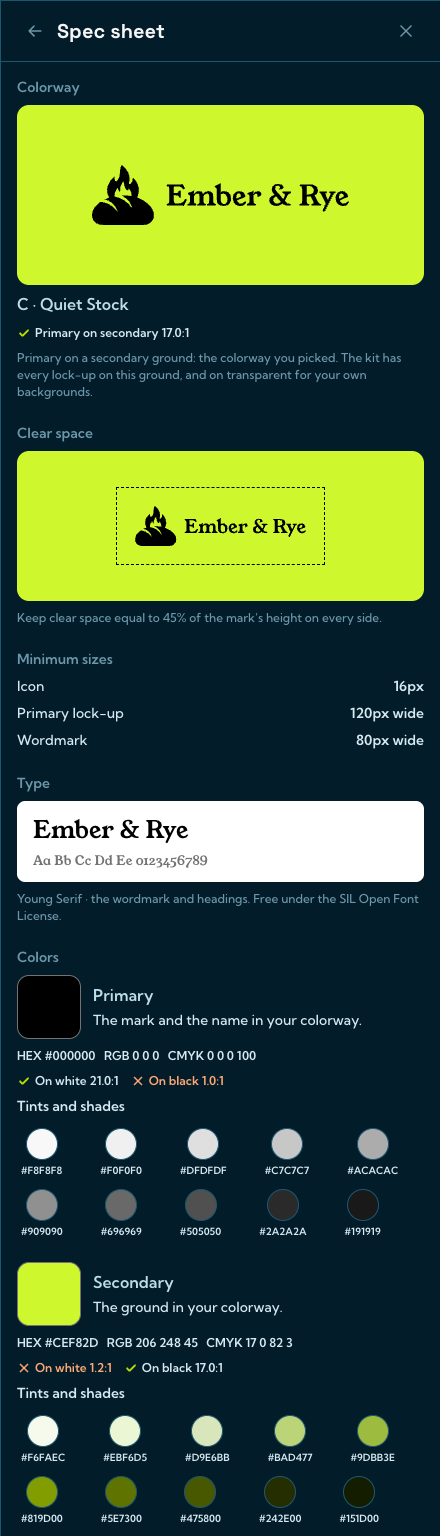 Spec sheet
Colorway
Ember & Rye
C · Quiet Stock
Primary on secondary 17.0:1
Primary on a secondary ground: the colorway you picked. The kit has
every lock-up on this ground, and on transparent for your own
backgrounds.
Clear space
Ember & Rye
Keep clear space equal to 45% of the mark's height on every side.
Minimum sizes
Icon 16px
Primary lock-up 120px wide
Wordmark 80px wide
Type
Ember & Rye
Aa Bb Cc Dd Ee 0123456789
Young Serif · the wordmark and headings. Free under the SIL Open Font
License.
Colors
Primary
The mark and the name in your colorway.
HEX #000000 RGB 0 0 0 CMYK 0 0 0 100
On white 21.0:1 On black 1.0:1
Tints and shades
#F8F8F8 #F0F0F0 #DFDFDF #C7C7C7 #ACACAC
#909090 #696969 #505050 #2A2A2A #191919
Secondary
The ground in your colorway.
HEX #CEF82D RGB 206 248 45 CMYK 17 0 82 3
On white 1.2:1 On black 17.0:1
Tints and shades
#F6FAEC #EBF6D5 #D9E6BB #BAD477 #9DBB3E
#819D00 #5E7300 #475800 #242E00 #151D00